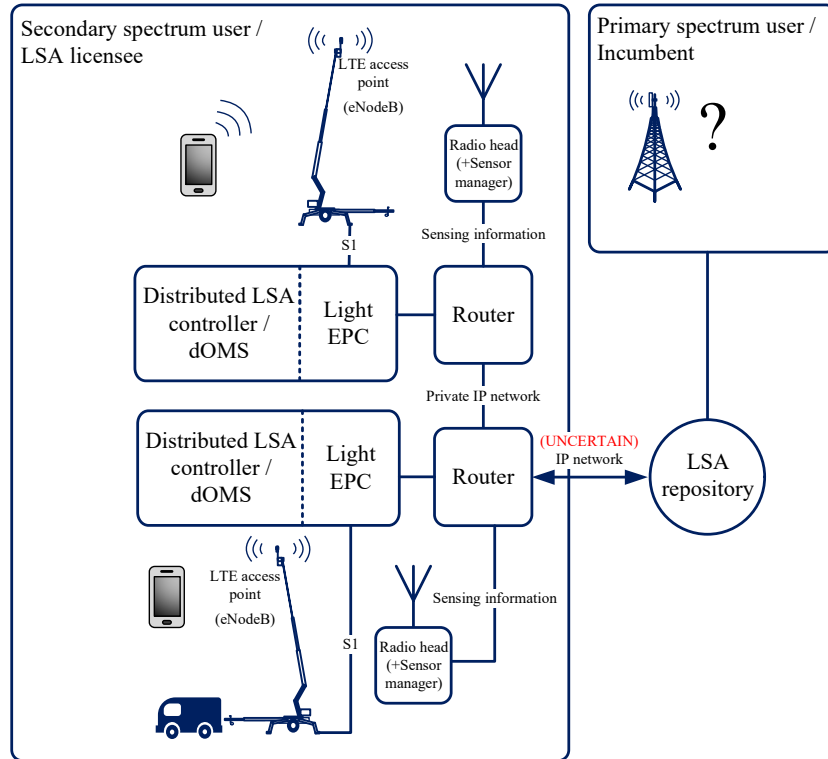 Secondary spectrum user /
LSA licensee
Primary spectrum user /
Incumbent
LTE access
point
(eNodeB)
?
Radio head
(+Sensor
manager)
Sensing information
S1
Distributed LSA
controller /
dOMS
Light
EPC
Router
Private IP network
Distributed LSA
controller /
dOMS
Light
EPC
Router
(UNCERTAIN)
IP network
LSA
repository
LTE access
point
(eNodeB)
Sensing information
S1
Radio head
(+Sensor
manager)